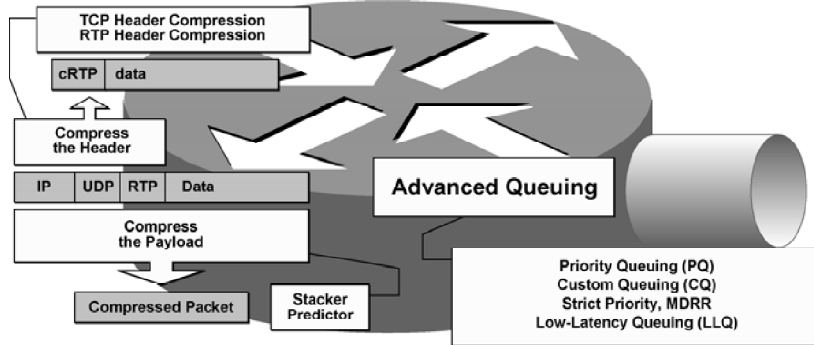 TCP Header Compression
RTP Header Compression
cRTP data
Compress
the Header
IP UDP RTP Data
Compress
the Payload
Compressed Packet
Stacker
Predictor
Advanced Queuing
Priority Queuing (PQ)
Custom Queuing (CQ)
Strict Priority, MDRR
Low-Latency Queuing (LLQ)